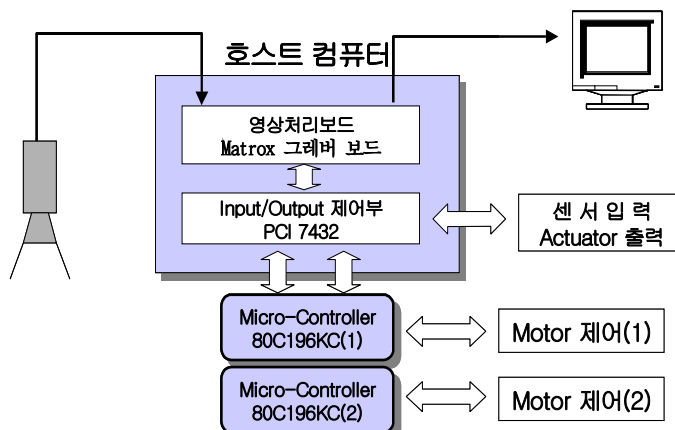 호스트 컴퓨터
영상처리보드
Matrox 그레버 보드
Input/Output 제어부
PCI 7432
센 서 입 력
Actuator 출력
Micro-Controller
80C196KC(1)
Motor 제어(1)
Micro-Controller
80C196KC(2)
Motor 제어(2)